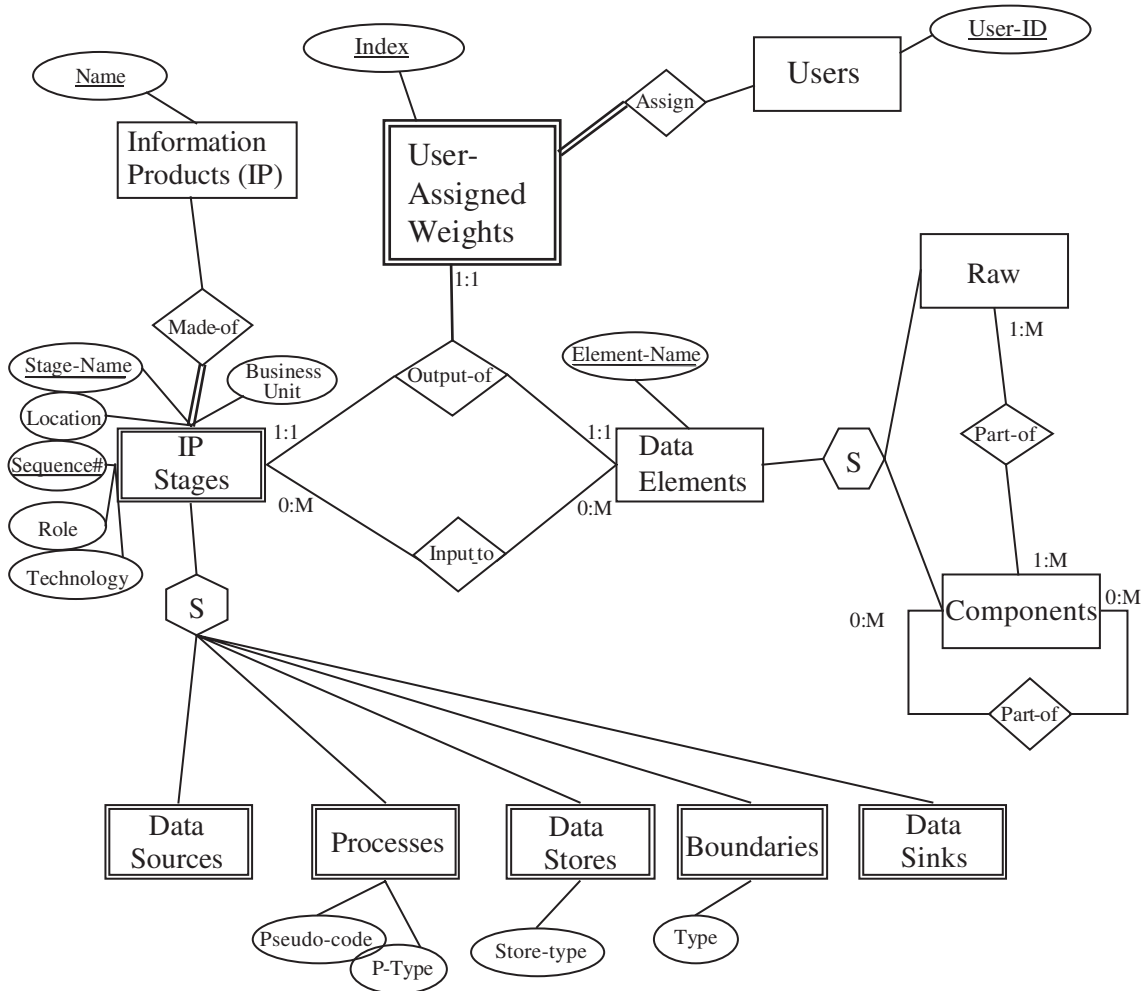 User-ID
Index
Users
Name
Assign
Information
Products (IP)
User-
Assigned
Weights
Raw
1:1
1:M
Made-of
Stage-Name
Business
Unit
Element-Name
Output-of
Location
1:1
1:1
Part-of
IP
Stages
Data
Elements
S
Sequence#
0:M
0:M
Role
Input to
1:M
Technology
S
0:M
Components
0:M
Part-of
Data
Sources
Processes
Data
Stores
Boundaries
Data
Sinks
Pseudo-code
P-Type
Store-type
Type